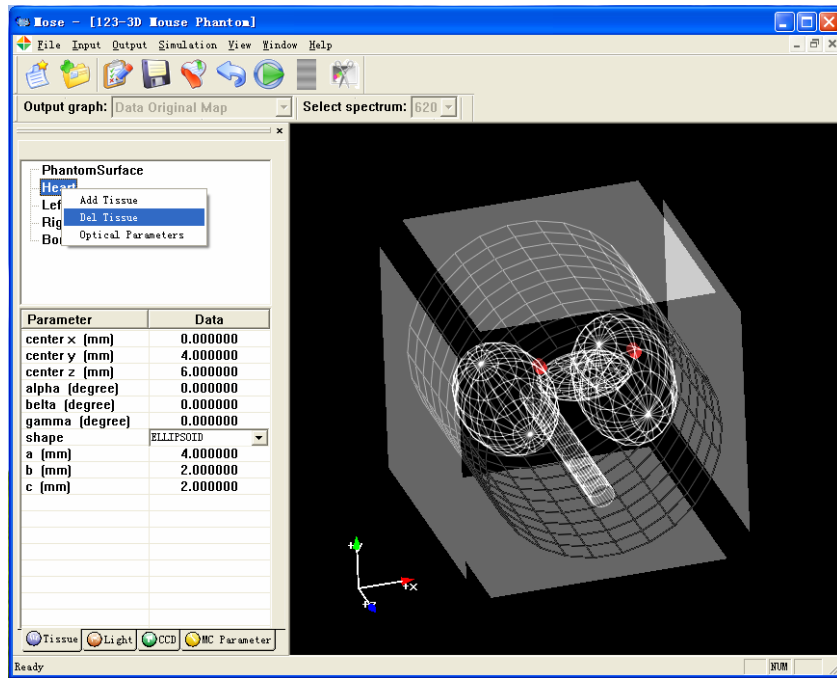 Mose - [123-3D Mouse Phantom]
File Input Output Simulation View Window Help
Output graph: Data Original Map Select spectrum: 620
PhantomSurface
Heart
Add Tissue
Del Tissue
Optical Parameters
Parameter Data
center x (mm) 0.000000
center y (mm) 4.000000
center z (mm) 6.000000
alpha (degree) 0.000000
belta (degree) 0.000000
gamma (degree) 0.000000
shape ELLIPSOID
a (mm) 4.000000
b (mm) 2.000000
c (mm) 2.000000
+y
+x
+z
Tissue Light CCD MC Parameter
Ready NUM